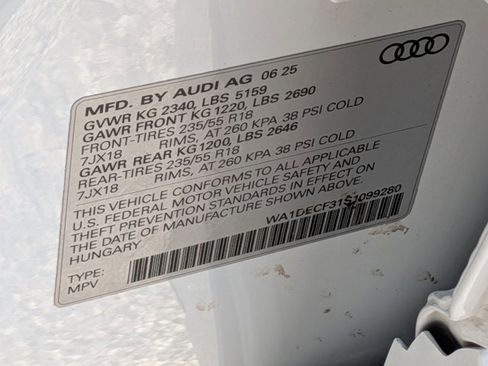 MFD. BY AUDI AG 06 25
GVWR KG 2340, LBS 5159
GAWR FRONT KG 1220, LBS 2690
FRONT-TIRES 235/55 R18
7JX18 RIMS, AT 260 KPA 38 PSI COLD
GAWR REAR KG1200, LBS 2646
REAR-TIRES 235/55 R18
7JX18 RIMS, AT 260 KPA 38 PSI COLD
THIS VEHICLE CONFORMS TO ALL APPLICABLE
U.S. FEDERAL MOTOR VEHICLE SAFETY AND
THEFT PREVENTION STANDARDS IN EFFECT ON
THE DATE OF MANUFACTURE SHOWN ABOVE
HUNGARY WA1DECF31S1099280
TYPE:
MPV